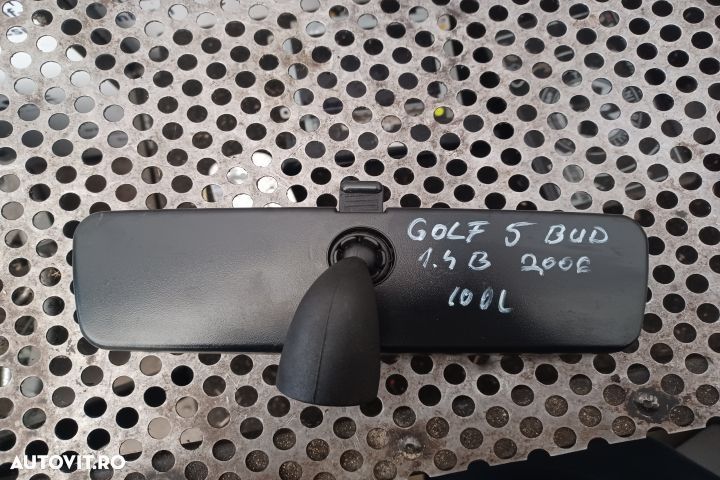 GOLF 5 BUD
1.4 B 2006
100L
AUTOVIT.RO